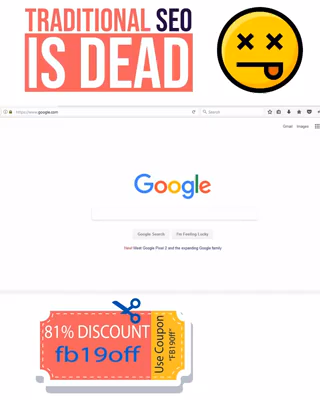 TRADITIONAL SEO
IS DEAD
https://www.google.com
Search
Gmail Images
Google
Google Search I'm Feeling Lucky
New! Meet Google Pixel 2 and the expanding Google family
81% DISCOUNT
fb19off
Use Coupon
"FB19off"